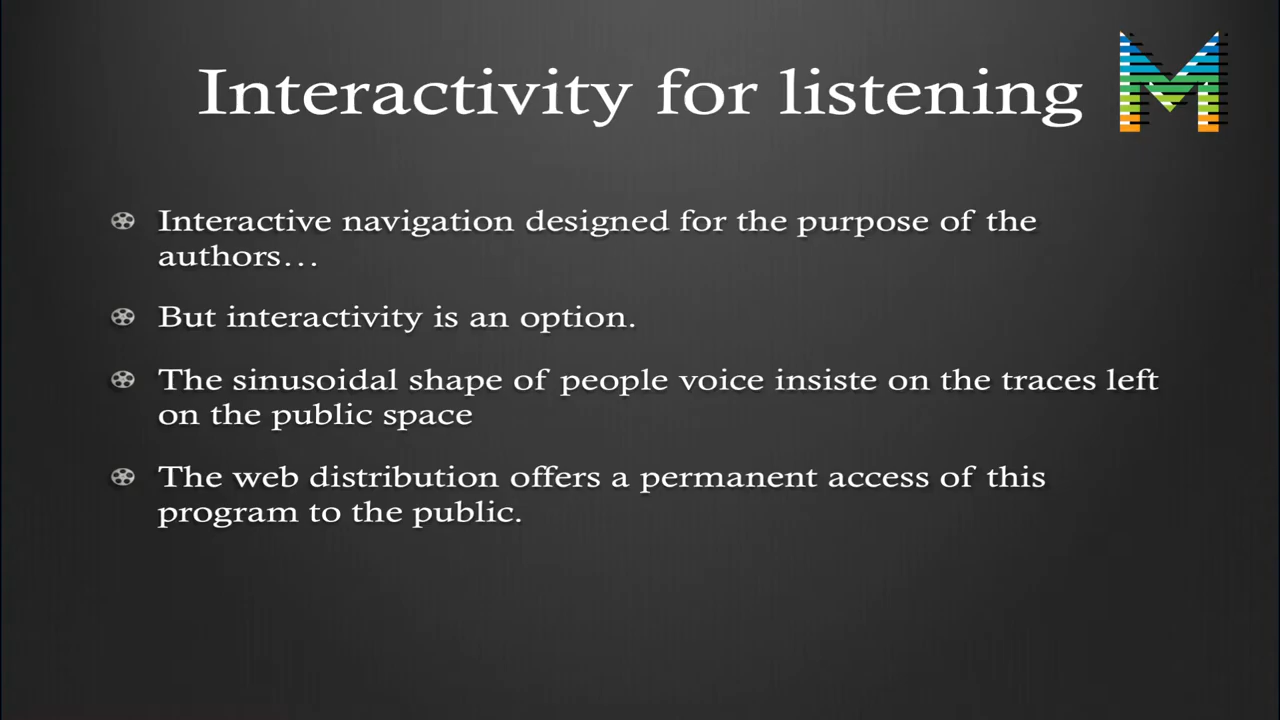 Interactivity for listening
Interactive navigation designed for the purpose of the
authors…
But interactivity is an option.
The sinusoidal shape of people voice insiste on the traces left
on the public space
The web distribution offers a permanent access of this
program to the public.